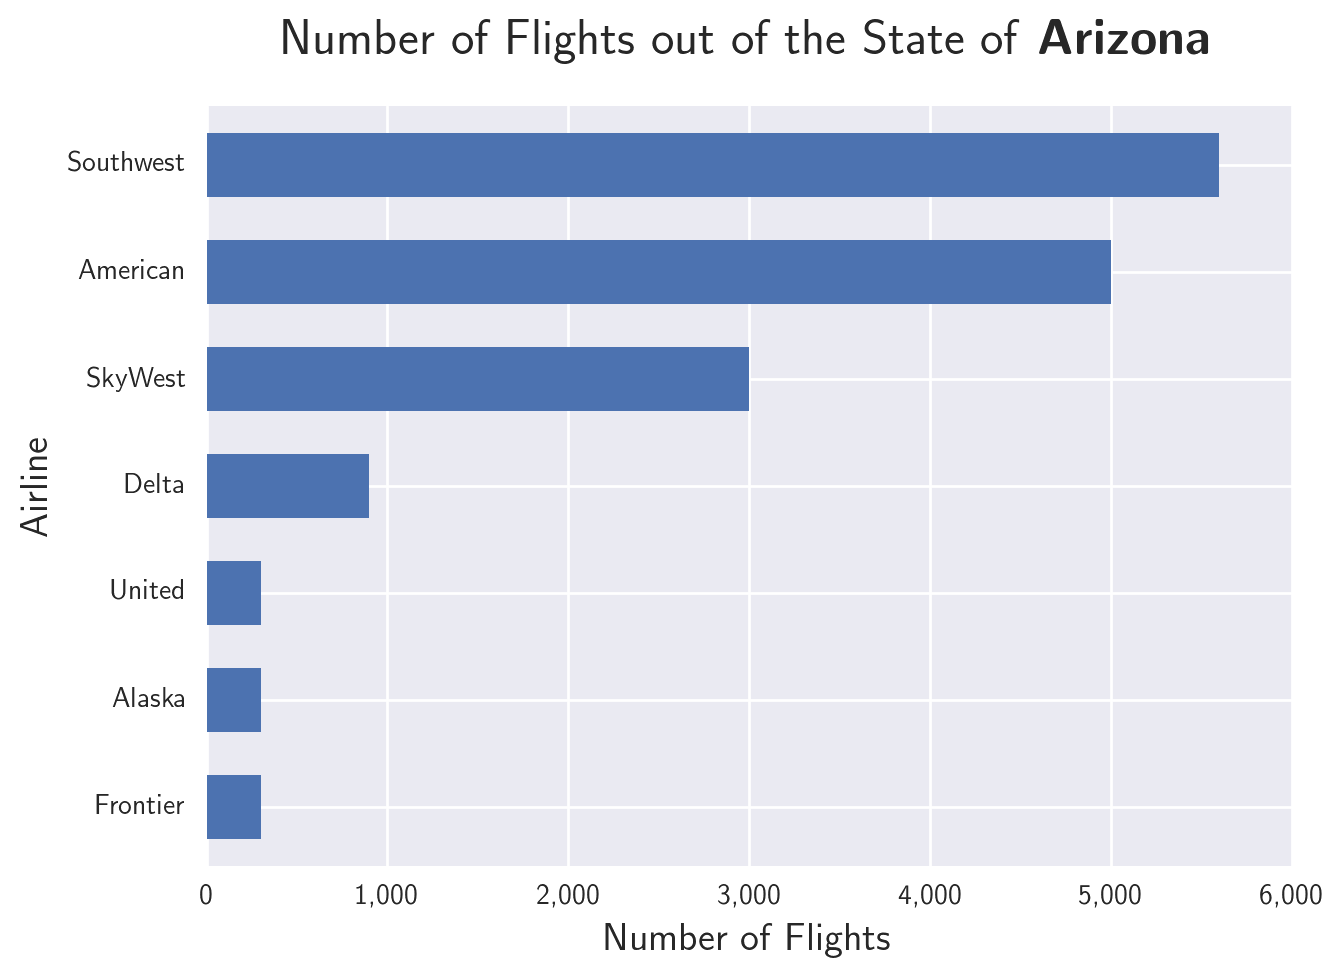 Number of Flights out of the State of Arizona
Southwest
American
SkyWest
Delta
United
Alaska
Frontier
Airline
0 1,000 2,000 3,000 4,000 5,000 6,000
Number of Flights